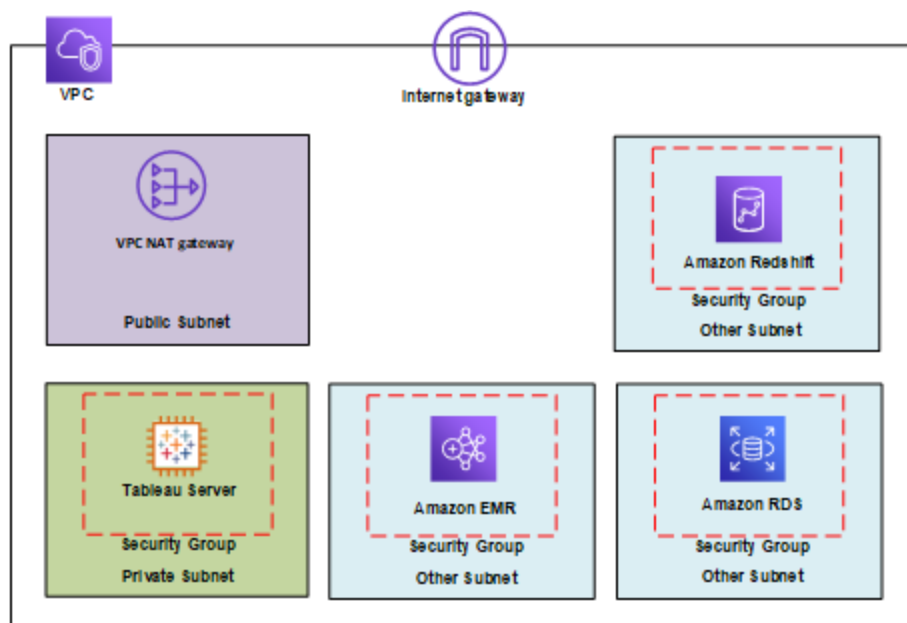 VPC
Internet gateway
VPC NAT gateway
Public Subnet
Amazon Redshift
Security Group
Other Subnet
Tableau Server
Security Group
Private Subnet
Amazon EMR
Security Group
Other Subnet
Amazon RDS
Security Group
Other Subnet